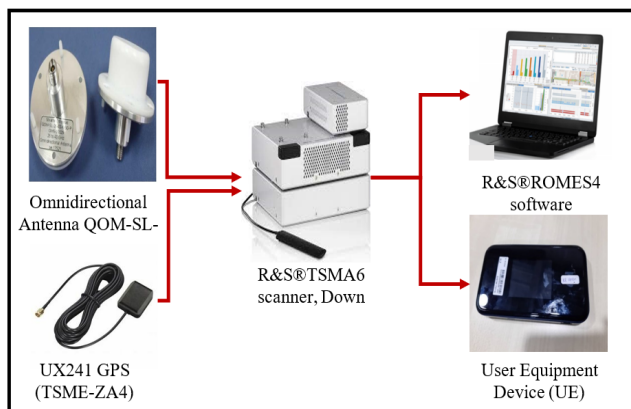 Omnidirectional
Antenna QOM-SL-
UX241 GPS
(TSME-ZA4)
R&S®TSMA6
scanner, Down
R&S®ROMES4
software
User Equipment
Device (UE)